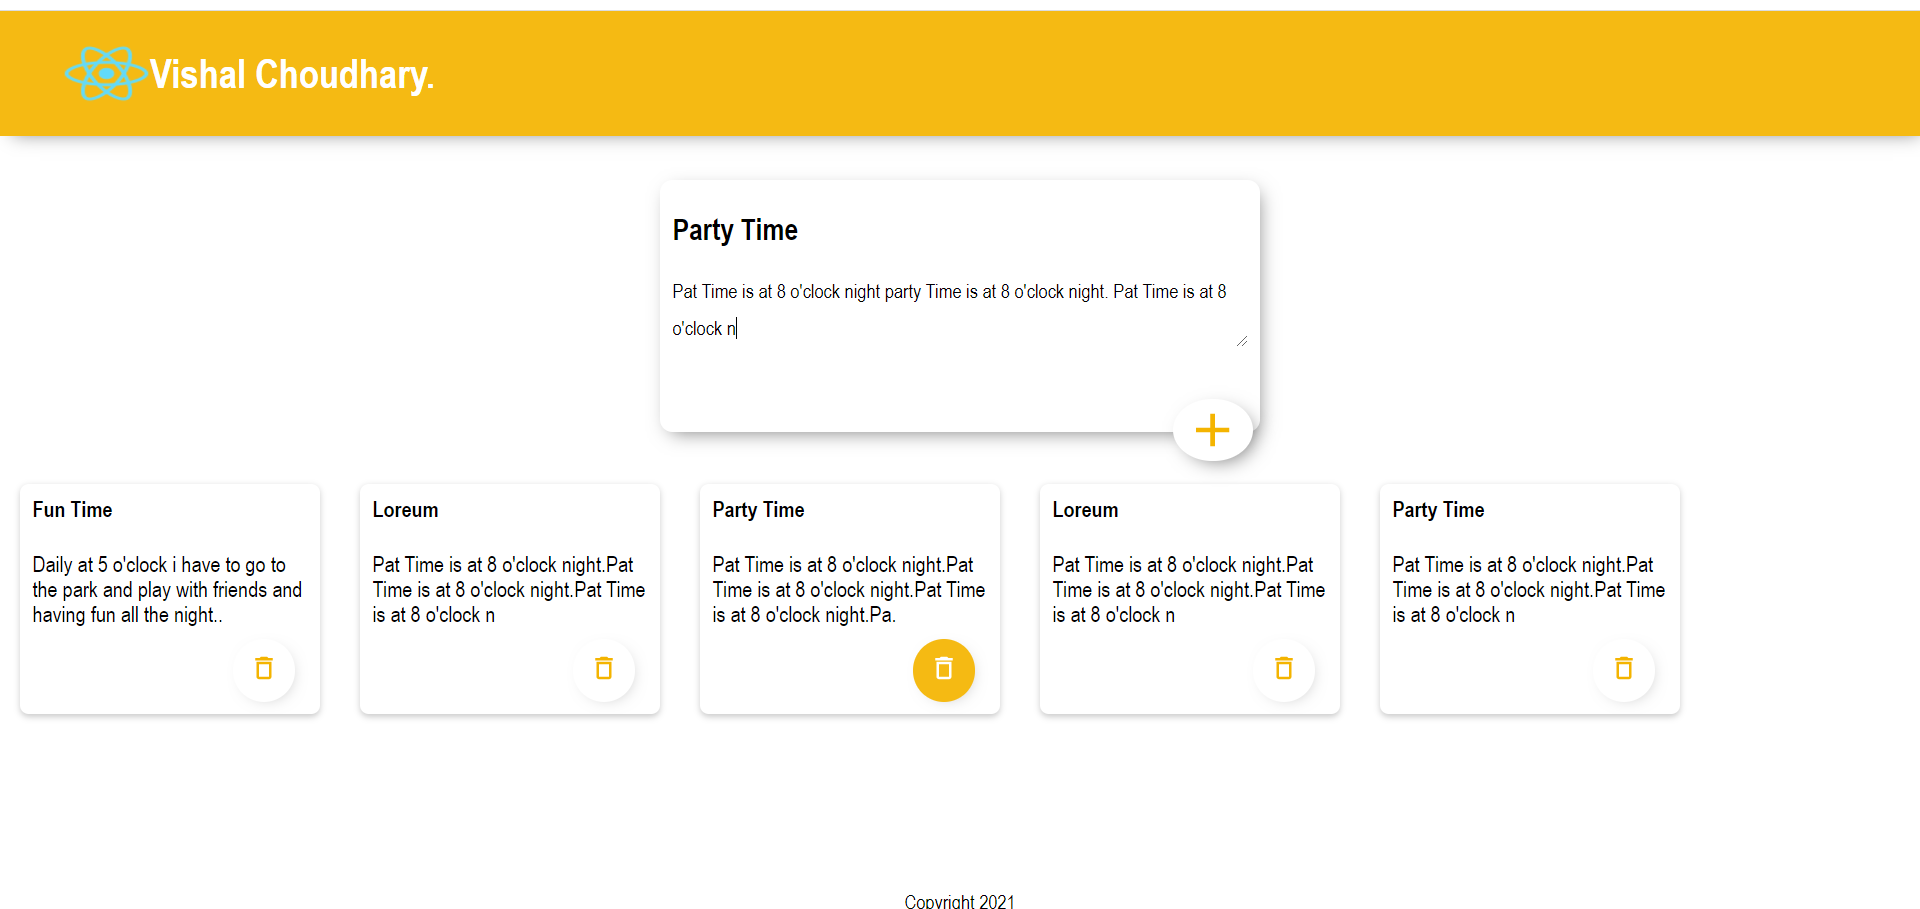 Vishal Choudhary.
Party Time
Pat Time is at 8 o'clock night party Time is at 8 o'clock night. Pat Time is at 8
o'clock n
Fun Time
Daily at 5 o'clock i have to go to
the park and play with friends and
having fun all the night..
Loreum
Pat Time is at 8 o'clock night.Pat
Time is at 8 o'clock night.Pat Time
is at 8 o'clock n
Party Time
Pat Time is at 8 o'clock night.Pat
Time is at 8 o'clock night.Pat Time
is at 8 o'clock night.Pa.
Loreum
Pat Time is at 8 o'clock night.Pat
Time is at 8 o'clock night.Pat Time
is at 8 o'clock n
Party Time
Pat Time is at 8 o'clock night.Pat
Time is at 8 o'clock night.Pat Time
is at 8 o'clock n
Copyright 2021